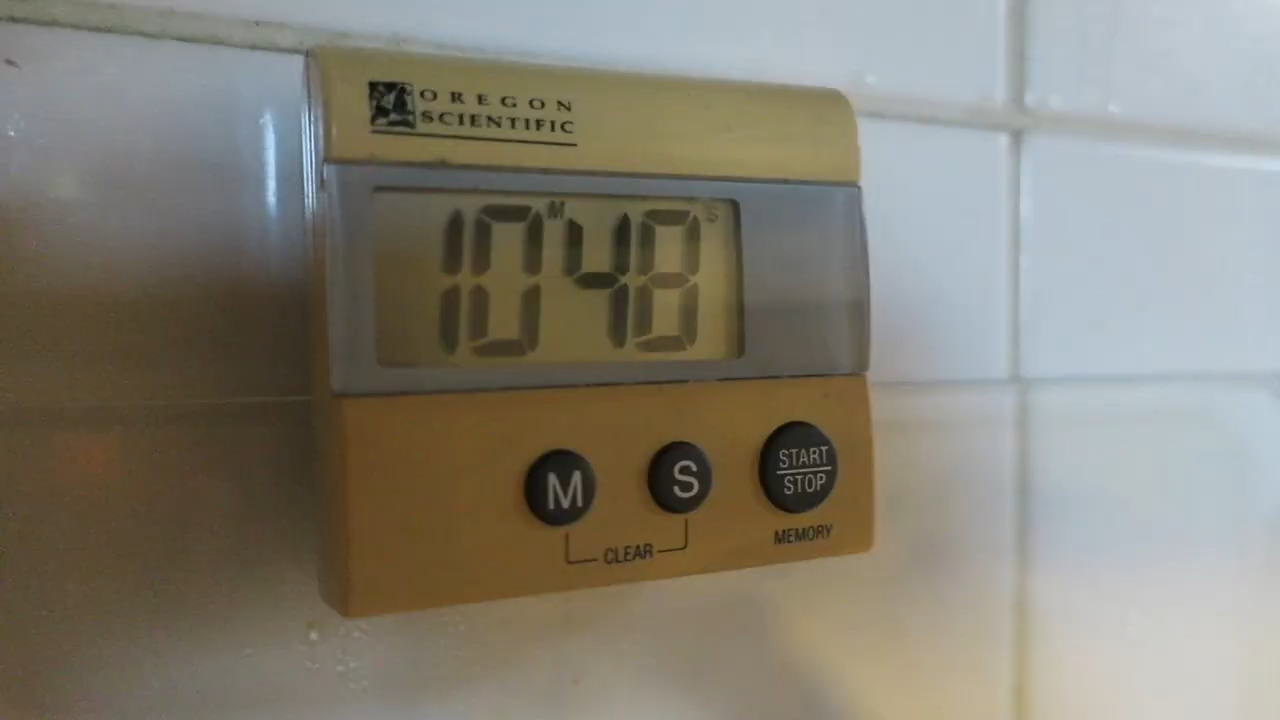 OREGON
SCIENTIFIC
10M48S
M S START
STOP
CLEAR MEMORY